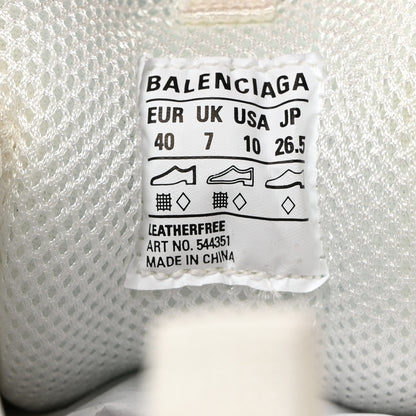 BALENCIAGA
EUR UK USA JP
40 7 10 26.5
LEATHERFREE
ART NO. 544351
MADE IN CHINA